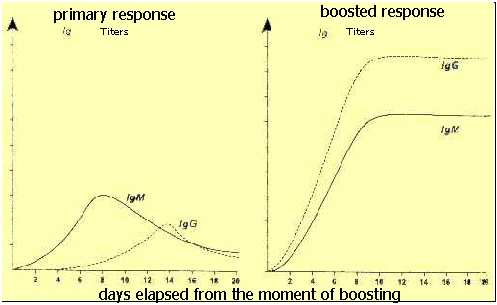 primary response
Ig Titers
IgM
IgG
2 4 6 8 10 12 14 16 18 20
boosted response
Ig Titers
IgG
IgM
2 4 6 8 10 12 14 16 18 20
days elapsed from the moment of boosting